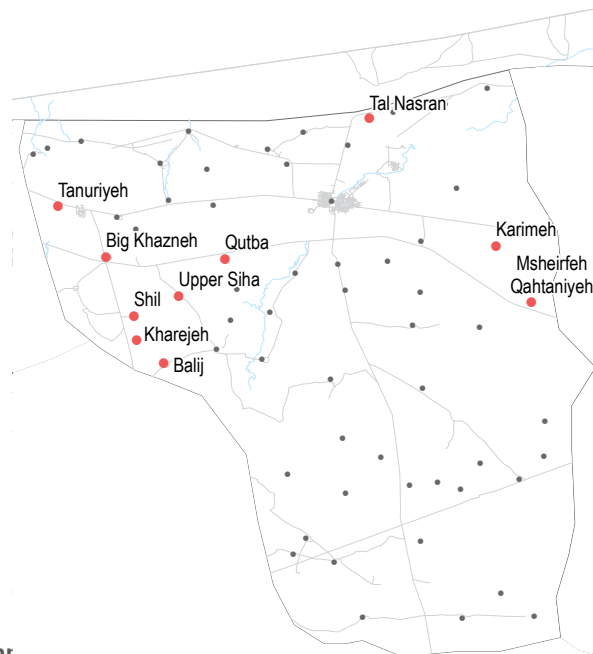 Tal Nasran
Tanuriyeh
Karimeh
Big Khazneh
Qutba
Msheirfeh
Qahtaniyeh
Upper Siha
Shil
Kharejeh
Balij